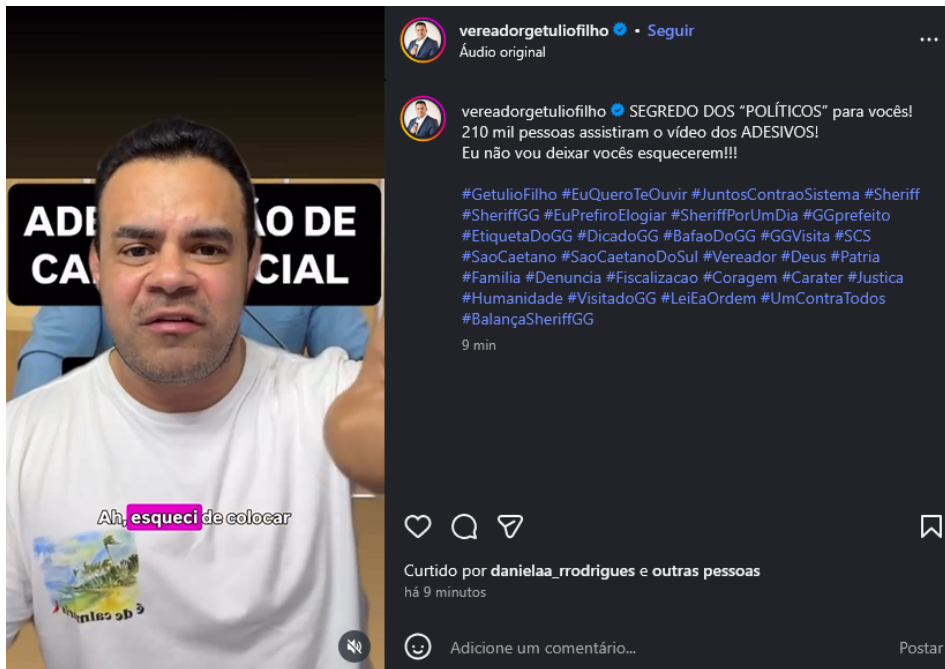 ADE ÃO DE
CA CIAL
Ah, esqueci de colocar
é de calmaria
vereadorgetuliofilho • Seguir
Áudio original
vereadorgetuliofilho SEGREDO DOS “POLÍTICOS” para vocês!
210 mil pessoas assistiram o vídeo dos ADESIVOS!
Eu não vou deixar vocês esquecerem!!!
#GetulioFilho #EuQueroTeOuvir #JuntosContraoSistema #Sheriff
#SheriffGG #EuPrefiroElogiar #SheriffPorUmDia #GGprefeito
#EtiquetaDoGG #DicadoGG #BafaoDoGG #GGVisita #SCS
#SaoCaetano #SaoCaetanoDoSul #Vereador #Deus #Patria
#Familia #Denuncia #Fiscalizacao #Coragem #Carater #Justica
#Humanidade #VisitadoGG #LeiEaOrdem #UmContraTodos
#BalançaSheriffGG
9 min
Curtido por danielaa_rrodrigues e outras pessoas
há 9 minutos
Adicione um comentário...
Postar